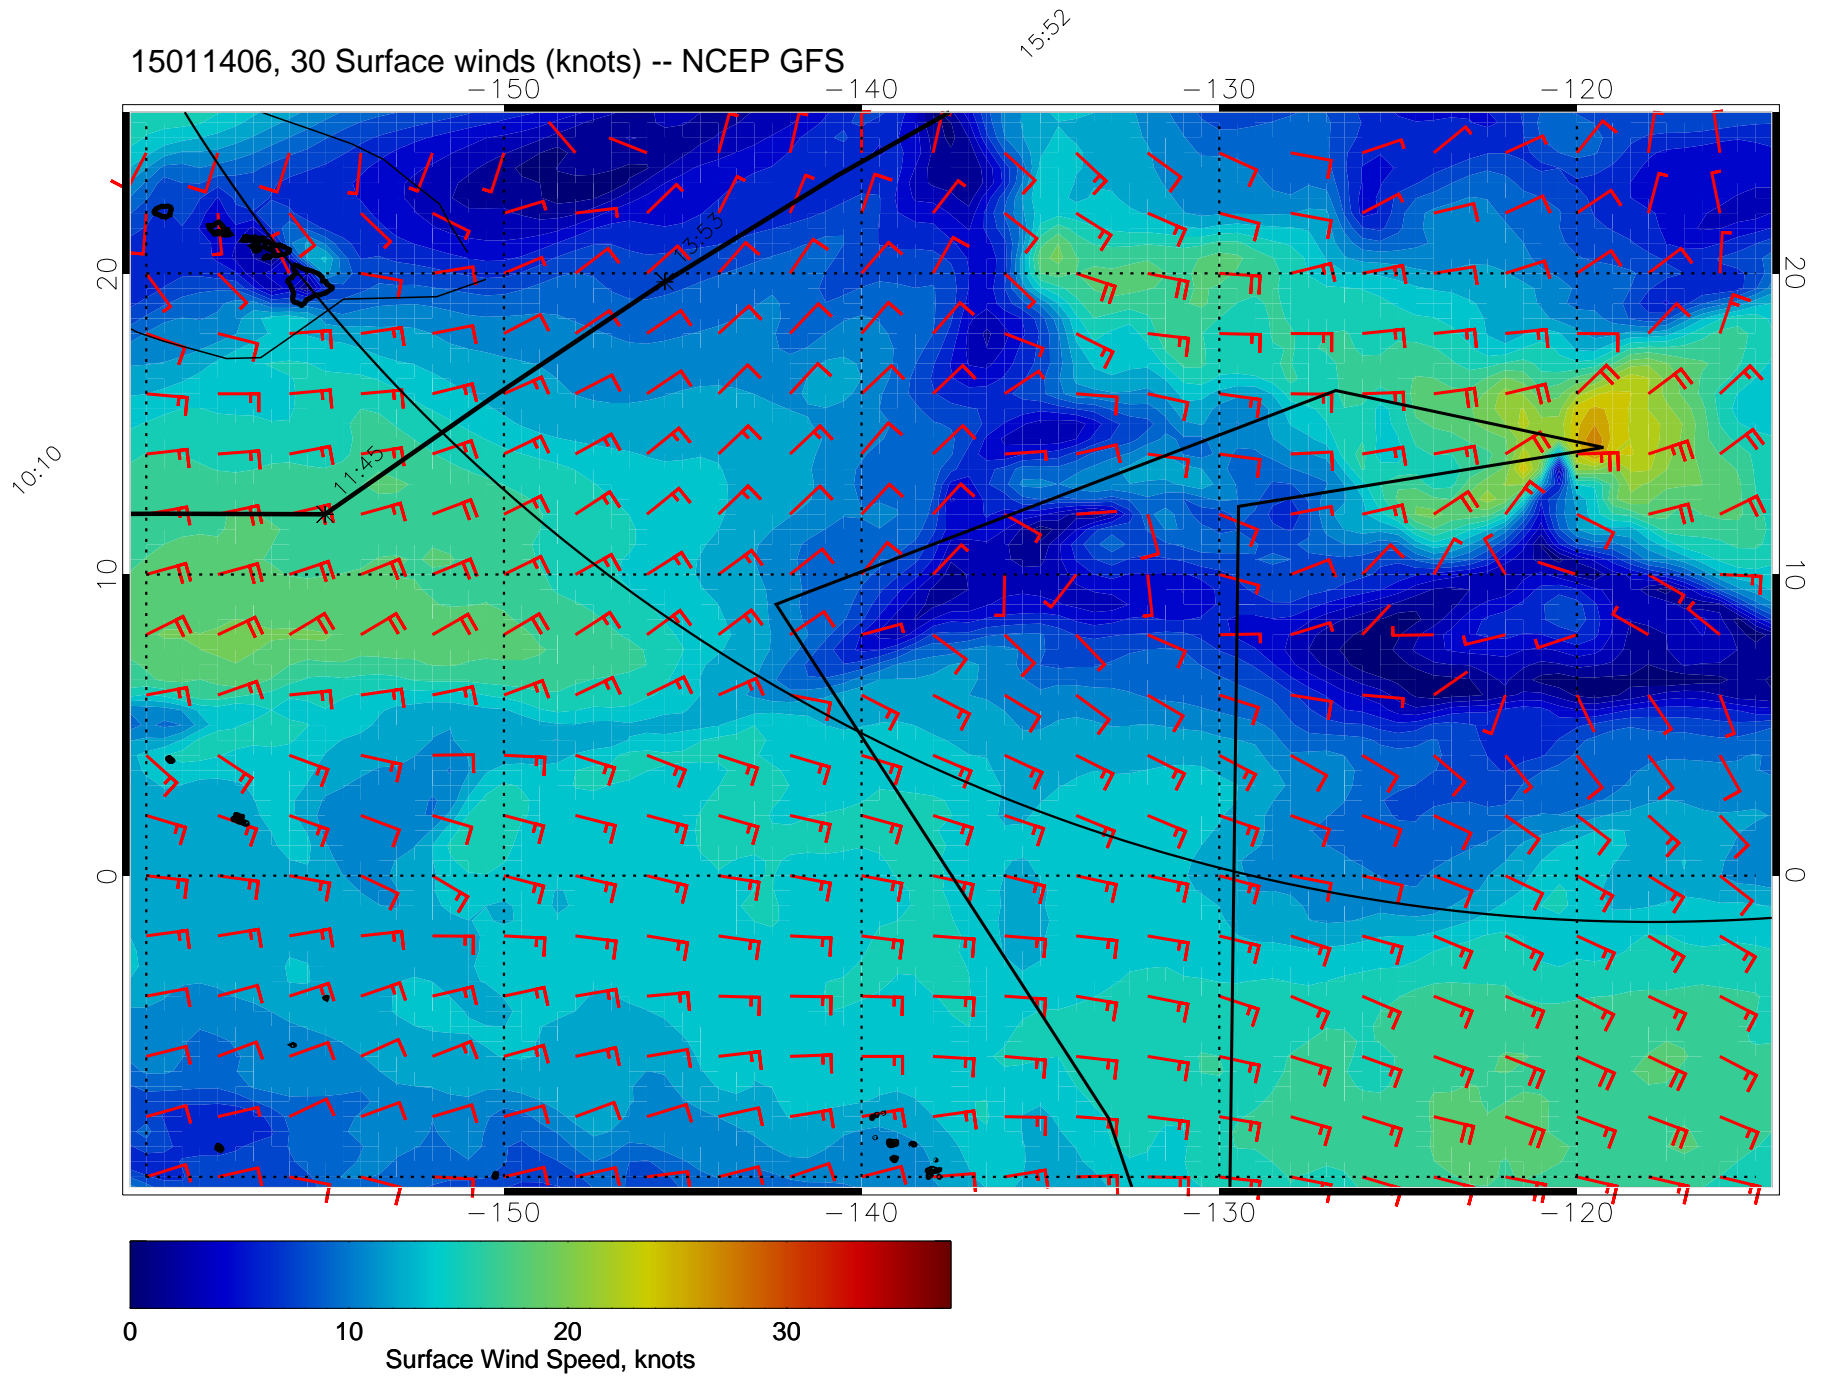 15:52
15011406, 30 Surface winds (knots) -- NCEP GFS
-150 -140 -130 -120
13:53
20 20
11:45
10:10
10 10
0 0
-150 -140 -130 -120
0 10 20 30
Surface Wind Speed, knots